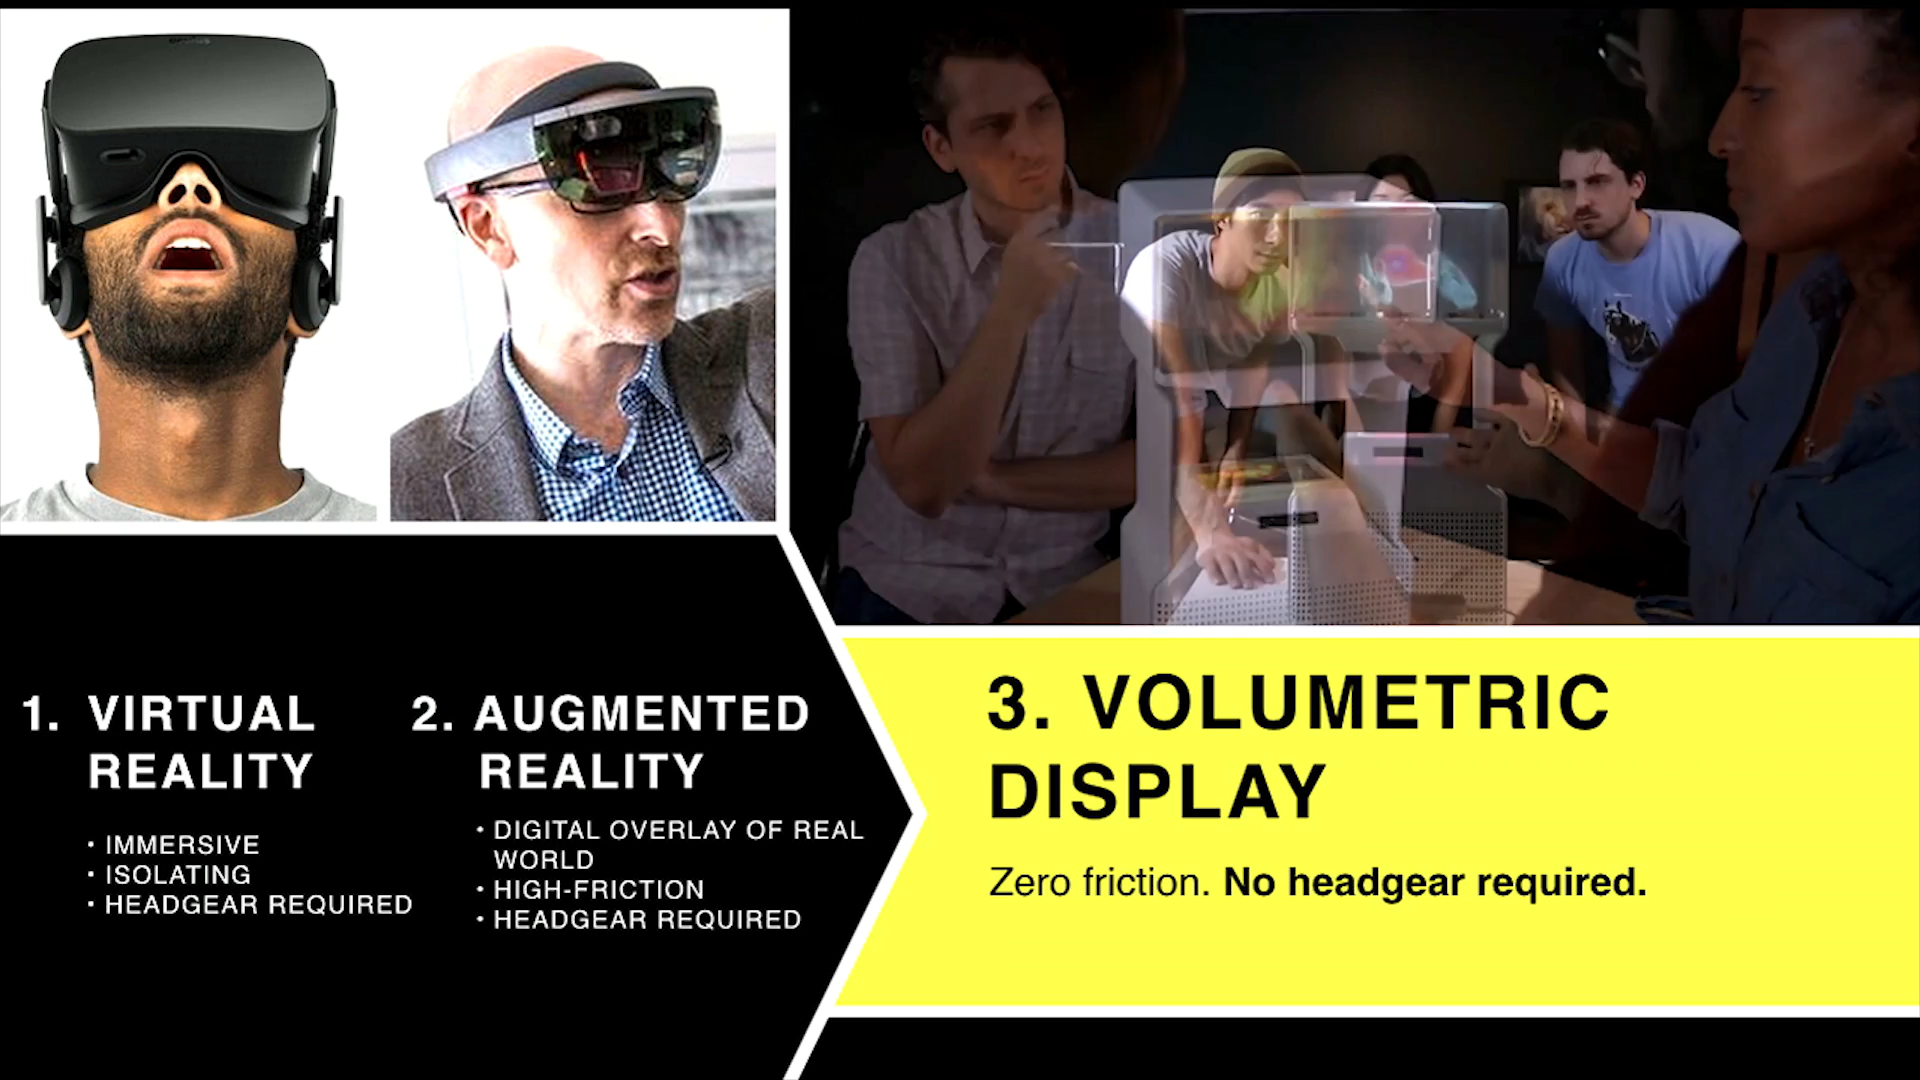 1. VIRTUAL
REALITY
• IMMERSIVE
• ISOLATING
• HEADGEAR REQUIRED
2. AUGMENTED
REALITY
• DIGITAL OVERLAY OF REAL
WORLD
• HIGH-FRICTION
• HEADGEAR REQUIRED
3. VOLUMETRIC
DISPLAY
Zero friction. No headgear required.